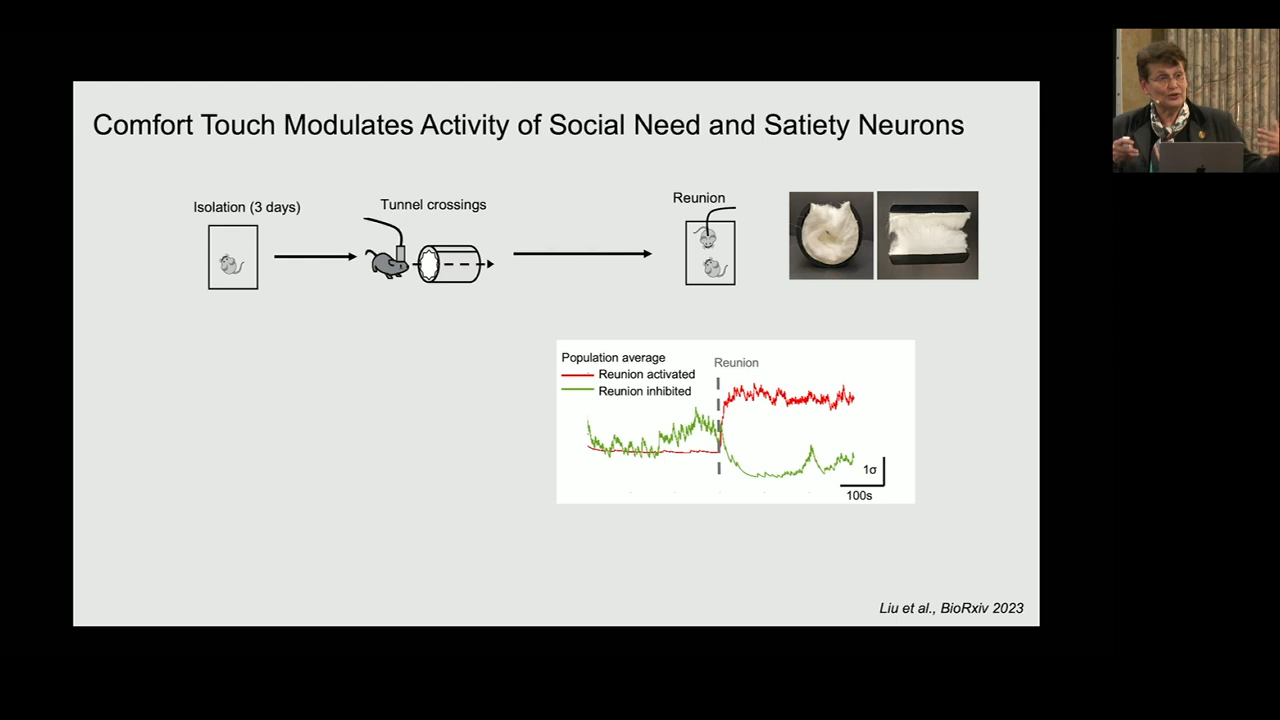 Comfort Touch Modulates Activity of Social Need and Satiety Neurons
Isolation (3 days)
Tunnel crossings
Reunion
Population average
Reunion activated
Reunion inhibited
Reunion
1σ
100s
Liu et al., BioRxiv 2023